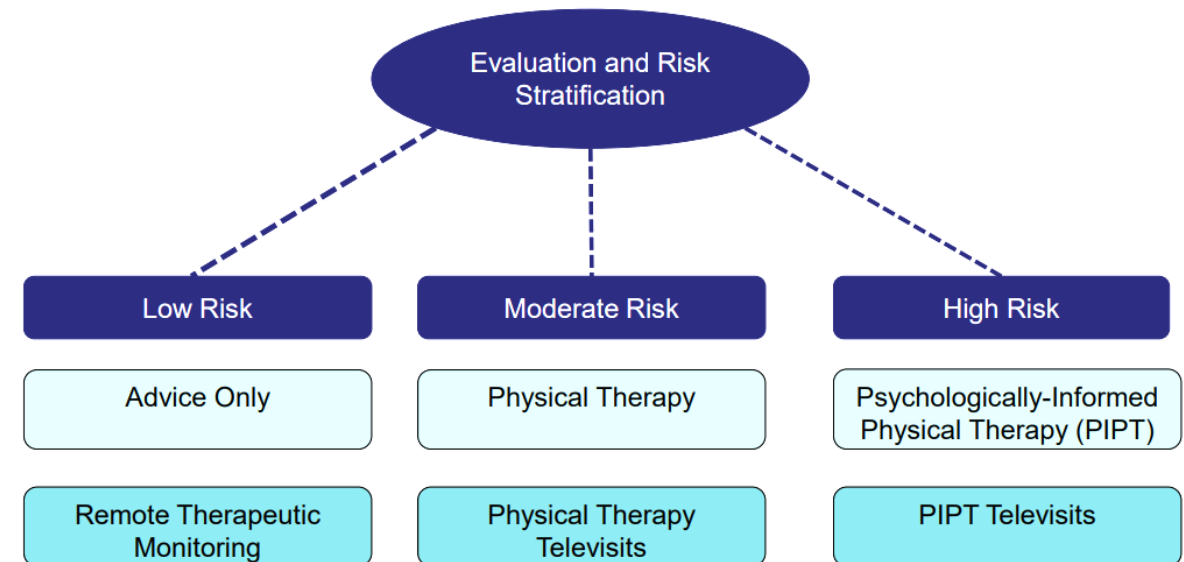 Evaluation and Risk
Stratification
Low Risk
Moderate Risk
High Risk
Advice Only
Physical Therapy
Psychologically-Informed
Physical Therapy (PIPT)
Remote Therapeutic
Monitoring
Physical Therapy
Televisits
PIPT Televisits